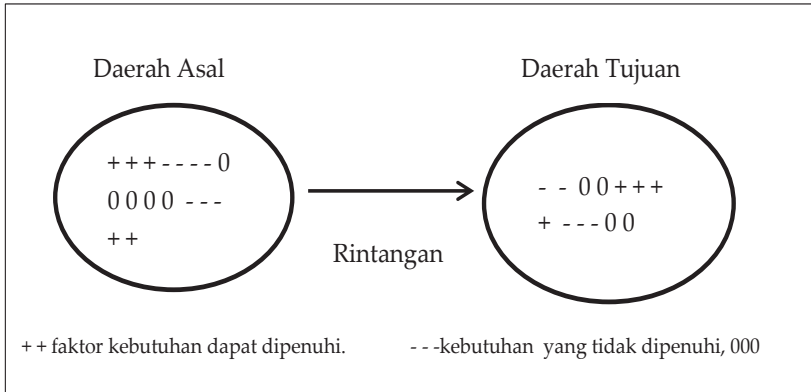 Daerah Asal
Daerah Tujuan
+ + + - - - - 0
0 0 0 0 - - -
+ +
Rintangan
- - 0 0 + + +
+ - - - 0 0
+ + faktor kebutuhan dapat dipenuhi.
- - -kebutuhan yang tidak dipenuhi, 000